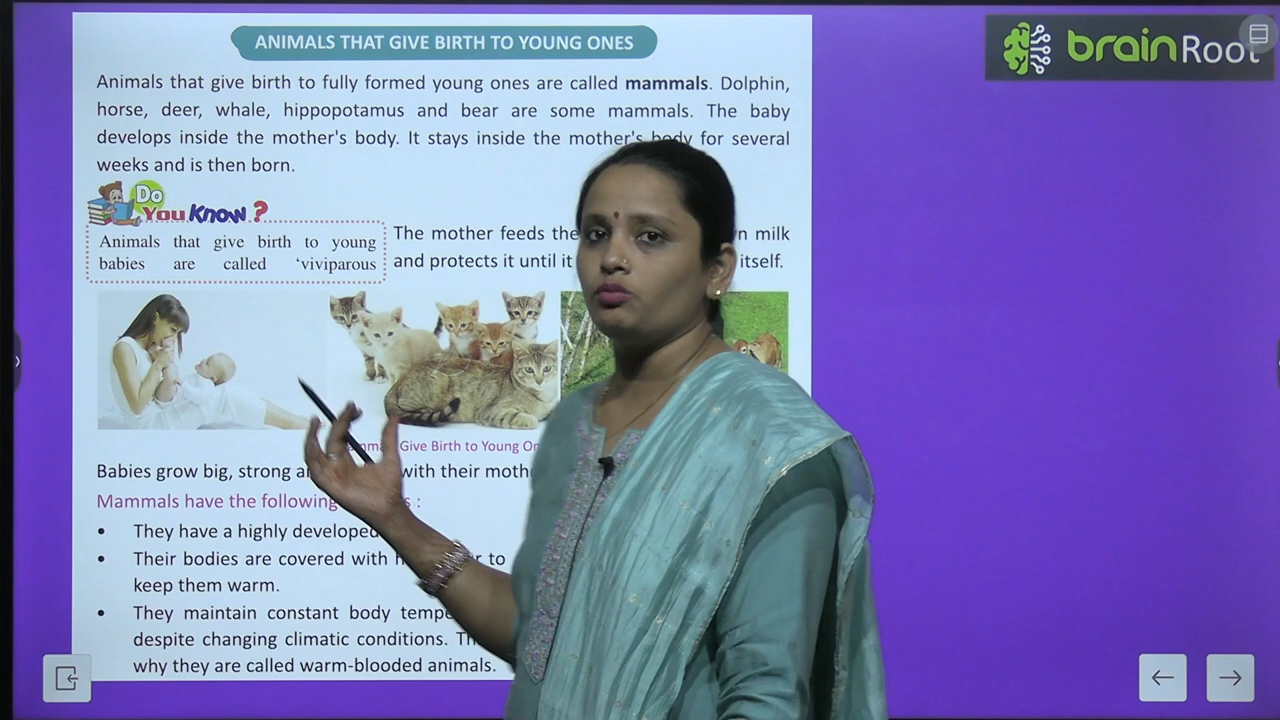 ANIMALS THAT GIVE BIRTH TO YOUNG ONES
brainRoot
Animals that give birth to fully formed young ones are called mammals. Dolphin,
horse, deer, whale, hippopotamus and bear are some mammals. The baby
develops inside the mother's body. It stays inside the mother's body for several
weeks and is then born.
Do
You Know ?
Animals that give birth to young
babies are called ‘viviparous
The mother feeds the milk
and protects it until it itself.
Give Birth to Young
Babies grow big, strong with their
Mammals have the following :
• They have a highly developed
• Their bodies are covered with to
keep them warm.
• They maintain constant body
despite changing climatic conditions.
why they are called warm-blooded animals.